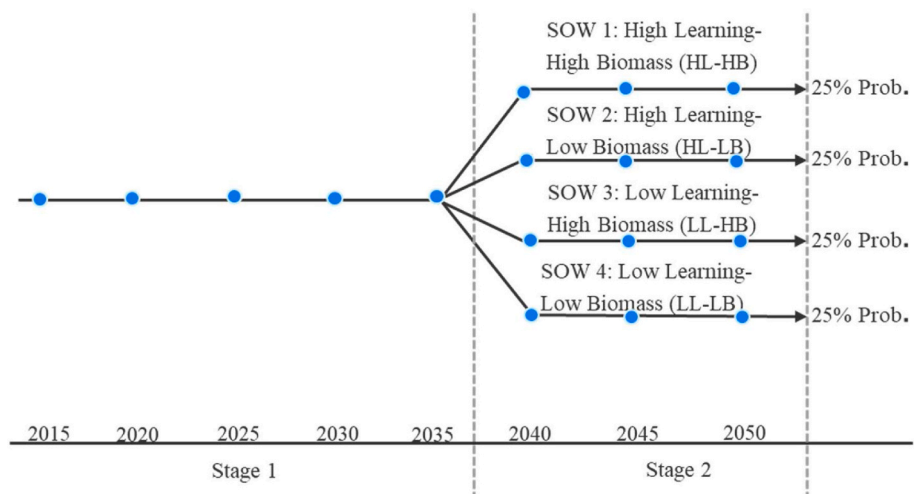 SOW 1: High Learning-
High Biomass (HL-HB)
25% Prob.
SOW 2: High Learning-
Low Biomass (HL-LB)
25% Prob.
SOW 3: Low Learning-
High Biomass (LL-HB)
25% Prob.
SOW 4: Low Learning-
Low Biomass (LL-LB)
25% Prob.
2015 2020 2025 2030 2035 2040 2045 2050
Stage 1 Stage 2